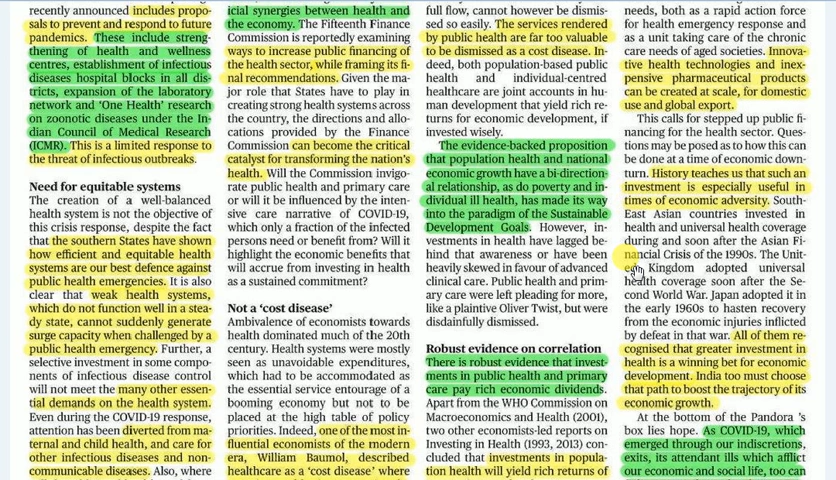 recently announced includes propo-
sals to prevent and respond to future
pandemics. These include streng-
thening of health and wellness
centres, establishment of infectious
diseases hospital blocks in all dis-
tricts, expansion of the laboratory
network and ‘One Health’ research
on zoonotic diseases under the In-
dian Council of Medical Research
(ICMR). This is a limited response to
the threat of infectious outbreaks.
Need for equitable systems
The creation of a well-balanced
health system is not the objective of
this crisis response, despite the fact
that the southern States have shown
how efficient and equitable health
systems are our best defence against
public health emergencies. It is also
clear that weak health systems,
which do not function well in a stea-
dy state, cannot suddenly generate
surge capacity when challenged by a
public health emergency. Further, a
selective investment in some compo-
nents of infectious disease control
will not meet the many other essen-
tial demands on the health system.
Even during the COVID-19 response,
attention has been diverted from ma-
ternal and child health, and care for
other infectious diseases and non-
communicable diseases. Also, where
icial synergies between health and
the economy. The Fifteenth Finance
Commission is reportedly examining
ways to increase public financing of
the health sector, while framing its fi-
nal recommendations. Given the ma-
jor role that States have to play in
creating strong health systems across
the country, the directions and allo-
cations provided by the Finance
Commission can become the critical
catalyst for transforming the nation’s
health. Will the Commission invigo-
rate public health and primary care
or will it be influenced by the inten-
sive care narrative of COVID-19,
which only a fraction of the infected
persons need or benefit from? Will it
highlight the economic benefits that
will accrue from investing in health
as a sustained commitment?
Not a ‘cost disease’
Ambivalence of economists towards
health dominated much of the 20th
century. Health systems were mostly
seen as unavoidable expenditures,
which had to be accommodated as
the essential service entourage of a
booming economy but not to be
placed at the high table of policy
priorities. Indeed, one of the most in-
fluential economists of the modern
era, William Baumol, described
healthcare as a ‘cost disease’ where
full flow, cannot however be dismis-
sed so easily. The services rendered
by public health are far too valuable
to be dismissed as a cost disease. In-
deed, both population-based public
health and individual-centred
healthcare are joint accounts in hu-
man development that yield rich re-
turns for economic development, if
invested wisely.
The evidence-backed proposition
that population health and national
economic growth have a bi-direction-
al relationship, as do poverty and in-
dividual ill health, has made its way
into the paradigm of the Sustainable
Development Goals. However, in-
vestments in health have lagged be-
hind that awareness or have been
heavily skewed in favour of advanced
clinical care. Public health and prim-
ary care were left pleading for more,
like a plaintive Oliver Twist, but were
disdainfully dismissed.
Robust evidence on correlation
There is robust evidence that invest-
ments in public health and primary
care pay rich economic dividends.
Apart from the WHO Commission on
Macroeconomics and Health (2001),
two other economists-led reports on
Investing in Health (1993, 2013) con-
cluded that investments in popula-
tion health will yield rich returns of
needs, both as a rapid action force
for health emergency response and
as a unit taking care of the chronic
care needs of aged societies. Innova-
tive health technologies and inex-
pensive pharmaceutical products
can be created at scale, for domestic
use and global export.
This calls for stepped up public fi-
nancing for the health sector. Ques-
tions may be posed as to how this can
be done at a time of economic down-
turn. History teaches us that such an
investment is especially useful in
times of economic adversity. South-
East Asian countries invested in
health and universal health coverage
during and soon after the Asian Fi-
nancial Crisis of the 1990s. The Unit-
ed Kingdom adopted universal
health coverage soon after the Se-
cond World War. Japan adopted it in
the early 1960s to hasten recovery
from the economic injuries inflicted
by defeat in that war. All of them re-
cognised that greater investment in
health is a winning bet for economic
development. India too must choose
that path to boost the trajectory of its
economic growth.
At the bottom of the Pandora ’s
box lies hope. As COVID-19, which
emerged through our indiscretions,
exits, its attendant ills which afflict
our economic and social life, too can